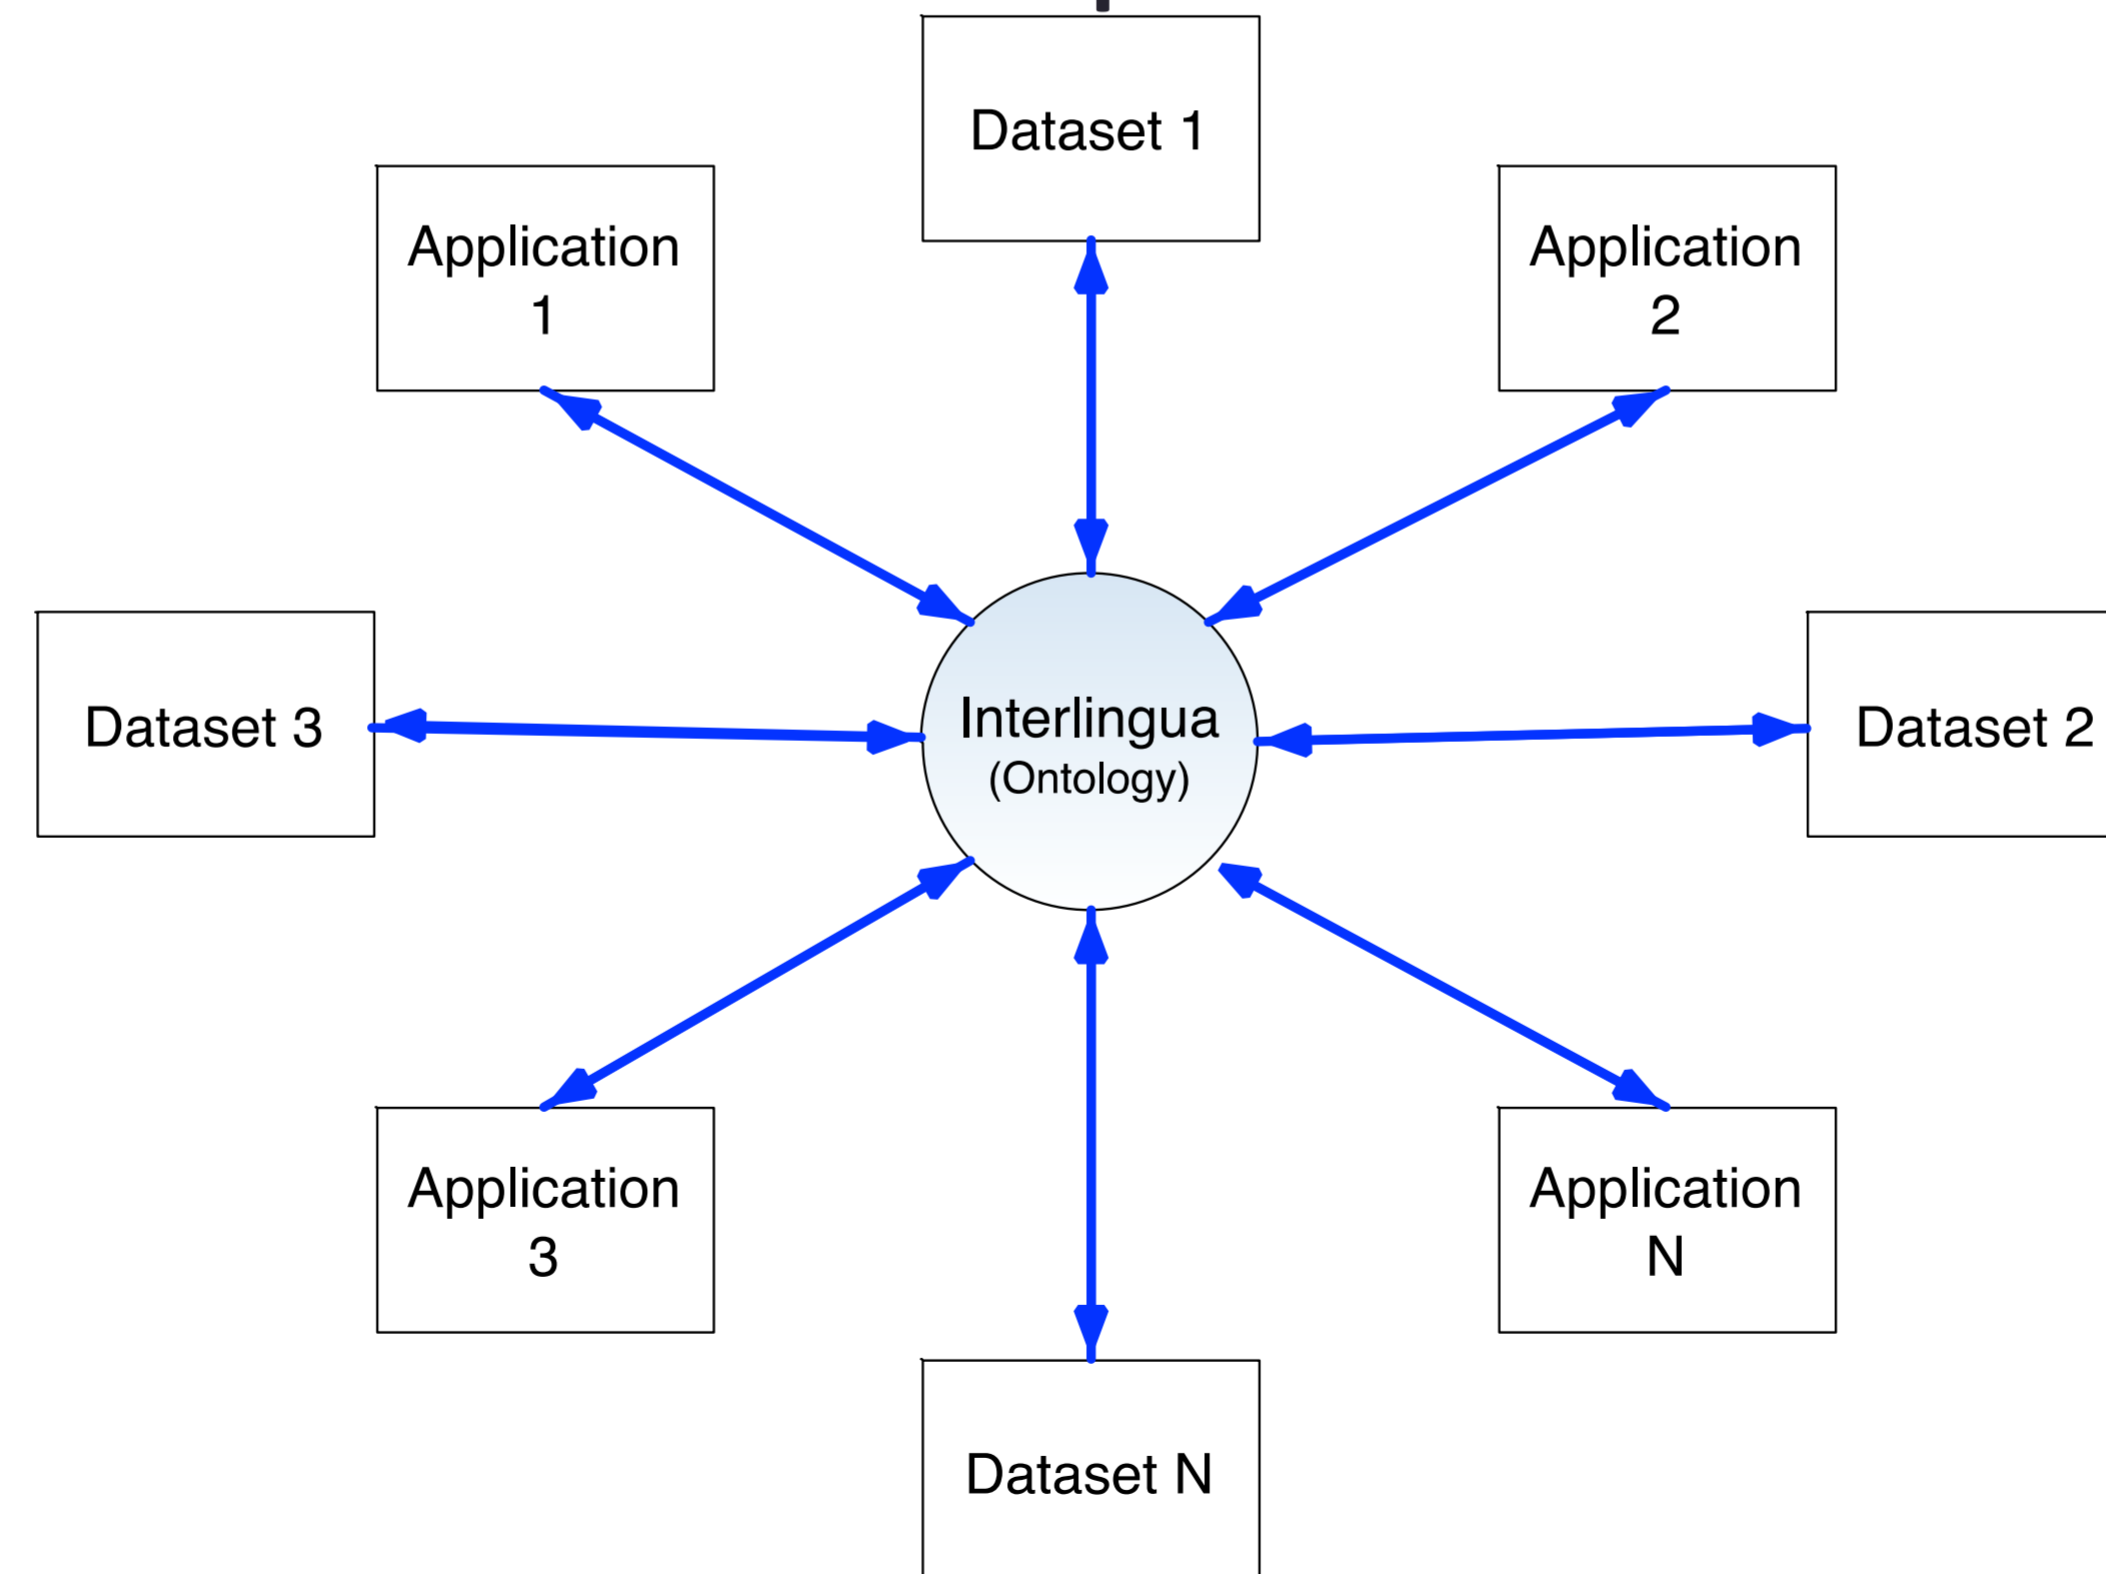 Dataset 1
Application
1
Application
2
Dataset 3
Interlingua
(Ontology)
Dataset 2
Application
3
Application
N
Dataset N